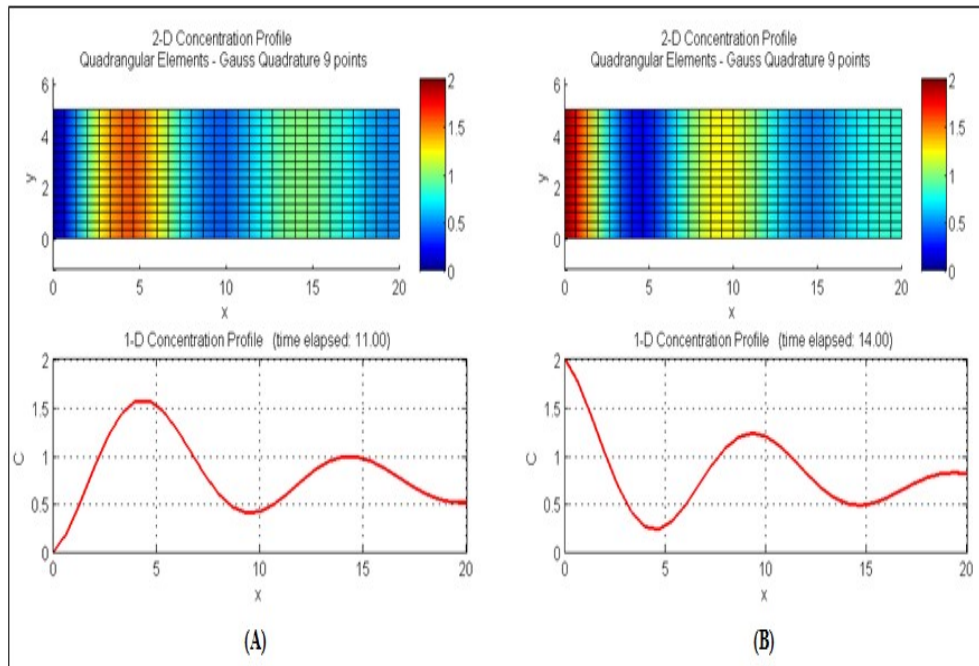 2-D Concentration Profile
Quadrangular Elements - Gauss Quadrature 9 points
6
4
2
0
y
0 5 10 15 20
x
2
1.5
1
0.5
0
1-D Concentration Profile (time elapsed: 11.00)
2
1.5
1
0.5
0
C
0 5 10 15 20
x
(A)
2-D Concentration Profile
Quadrangular Elements - Gauss Quadrature 9 points
6
4
2
0
y
0 5 10 15 20
x
2
1.5
1
0.5
0
1-D Concentration Profile (time elapsed: 14.00)
2
1.5
1
0.5
0
C
0 5 10 15 20
x
(B)